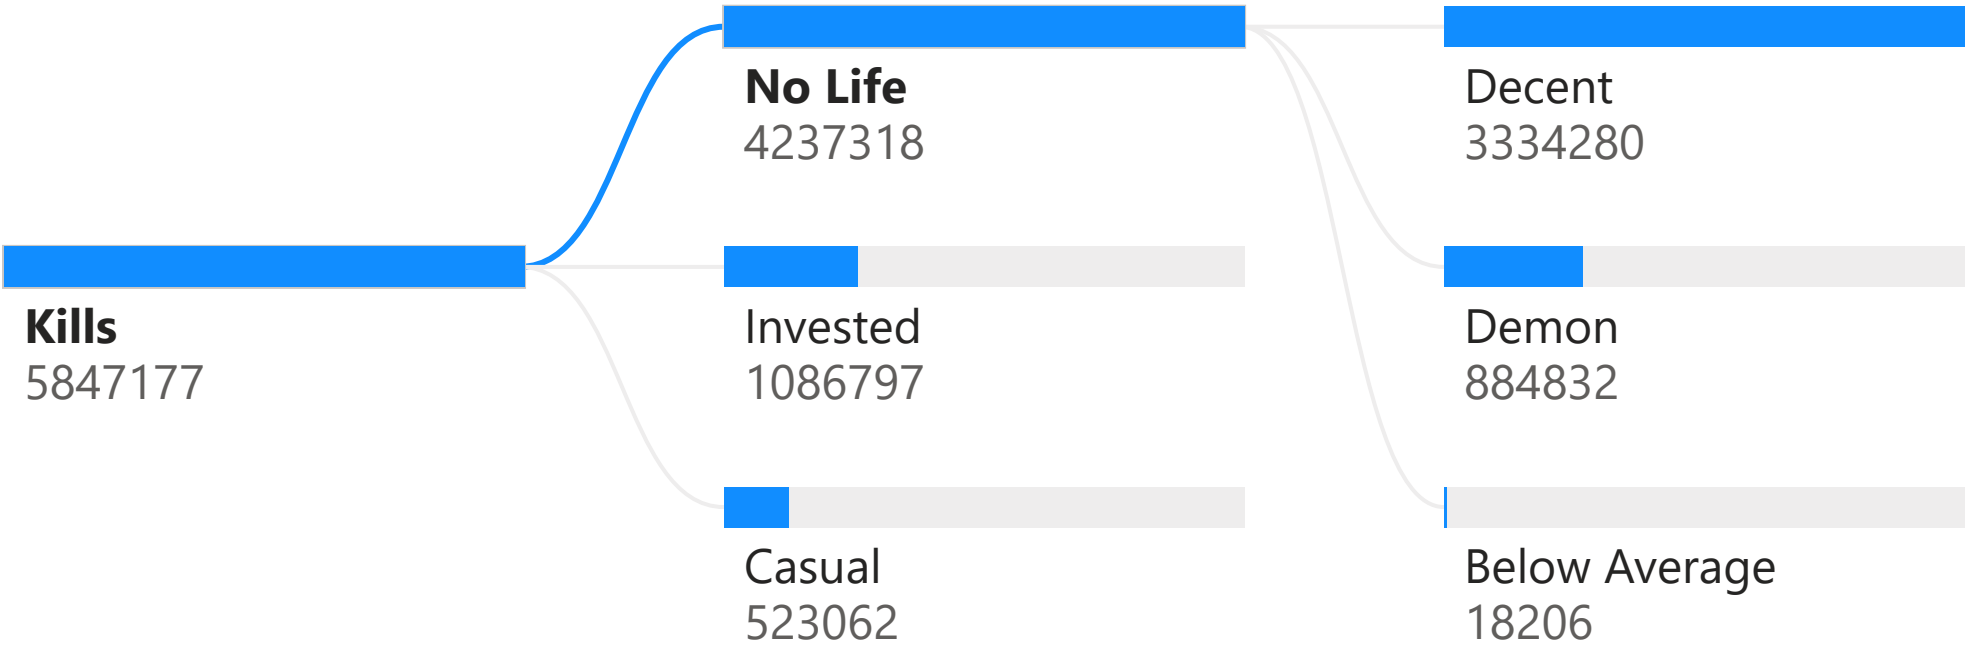 Kills
5847177
No Life
4237318
Invested
1086797
Casual
523062
Decent
3334280
Demon
884832
Below Average
18206